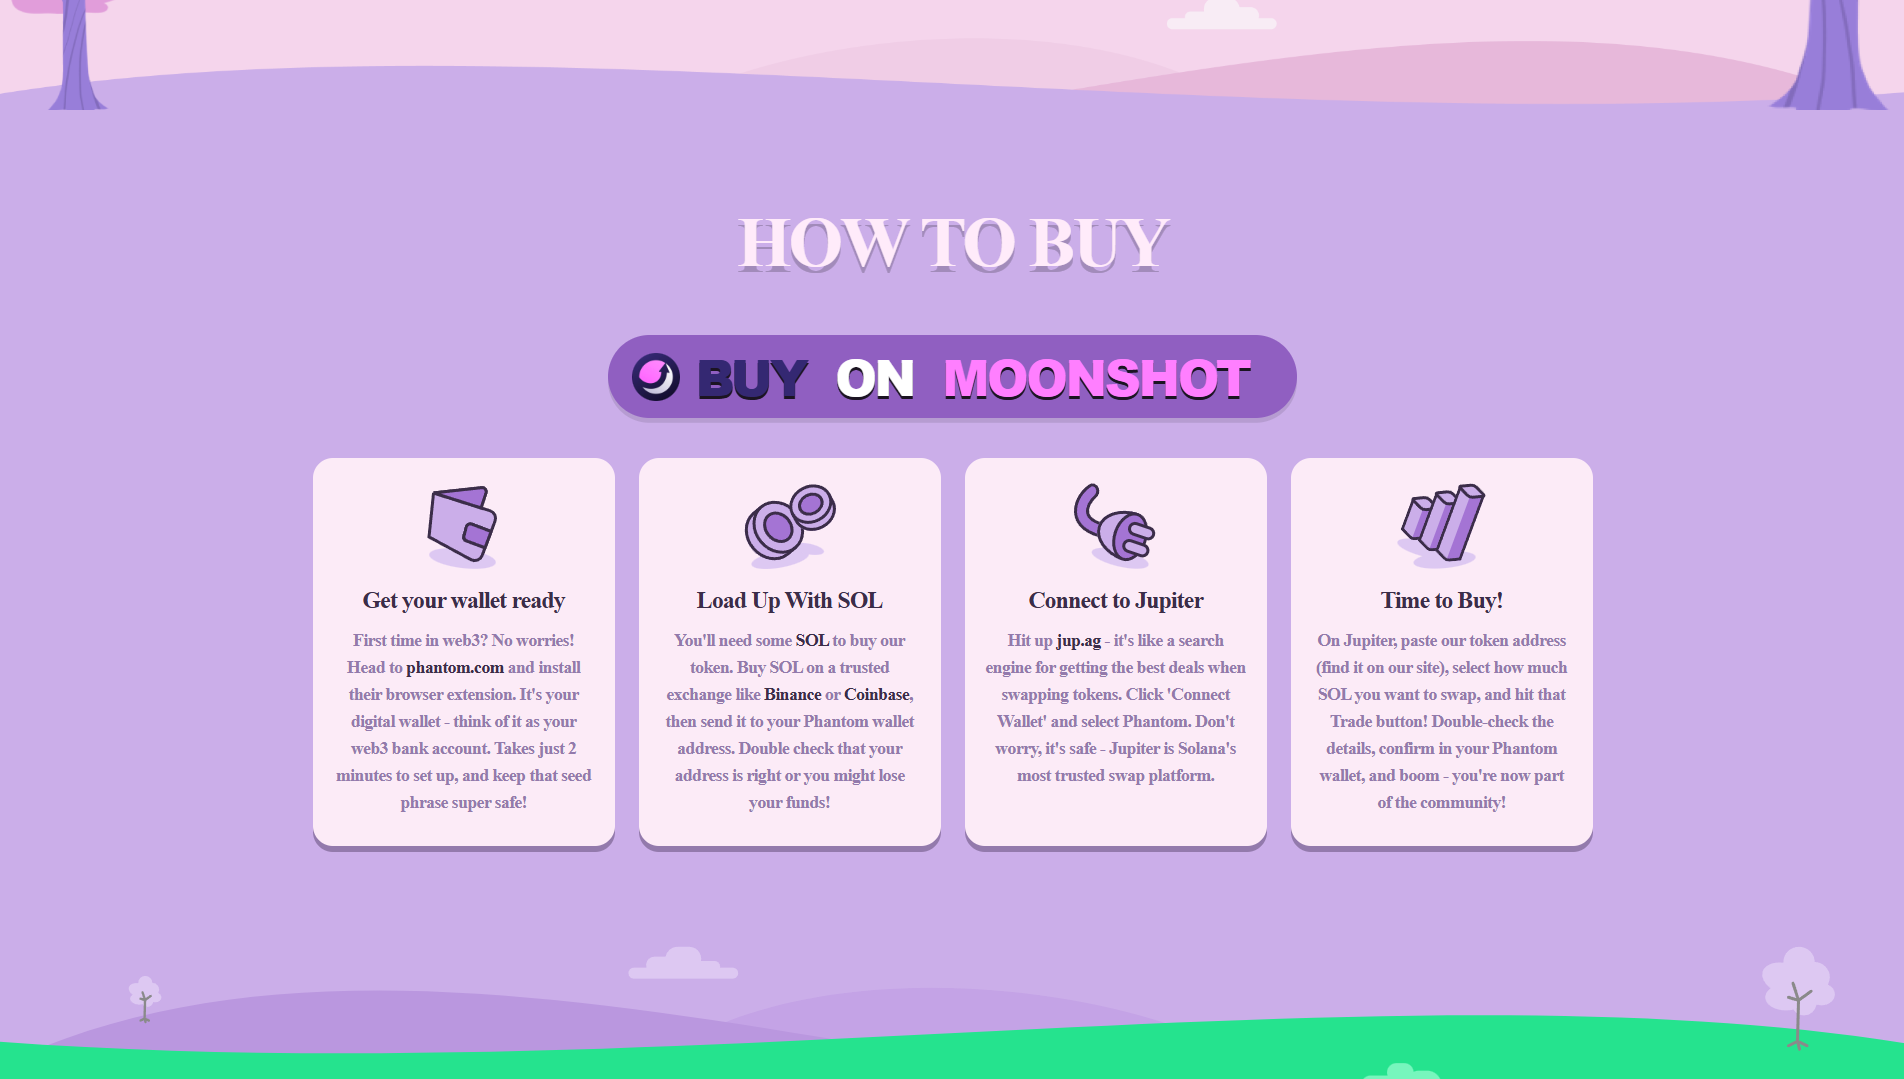 HOW TO BUY
BUY ON MOONSHOT
Get your wallet ready
First time in web3? No worries!
Head to phantom.com and install
their browser extension. It's your
digital wallet - think of it as your
web3 bank account. Takes just 2
minutes to set up, and keep that seed
phrase super safe!
Load Up With SOL
You'll need some SOL to buy our
token. Buy SOL on a trusted
exchange like Binance or Coinbase,
then send it to your Phantom wallet
address. Double check that your
address is right or you might lose
your funds!
Connect to Jupiter
Hit up jup.ag - it's like a search
engine for getting the best deals when
swapping tokens. Click 'Connect
Wallet' and select Phantom. Don't
worry, it's safe - Jupiter is Solana's
most trusted swap platform.
Time to Buy!
On Jupiter, paste our token address
(find it on our site), select how much
SOL you want to swap, and hit that
Trade button! Double-check the
details, confirm in your Phantom
wallet, and boom - you're now part
of the community!